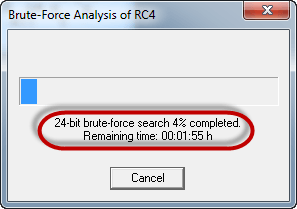 Brute-Force Analysis of RC4
24-bit brute-force search 4% completed.
Remaining time: 00:01:55 h
Cancel